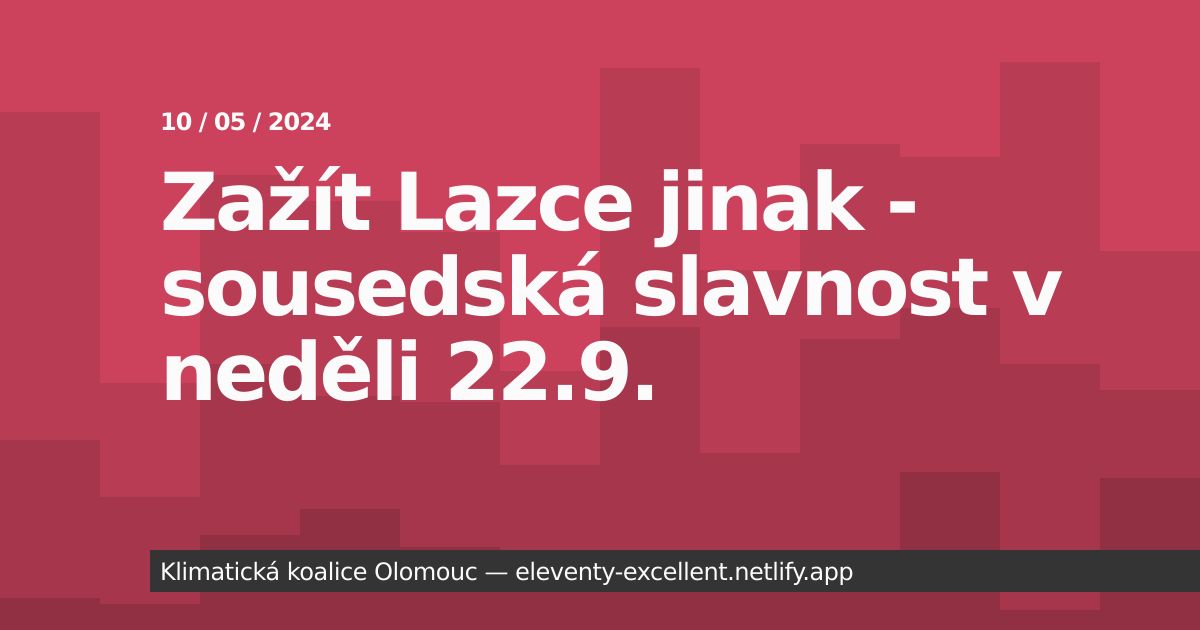 10 / 05 / 2024
Zažít Lazce jinak -
sousedská slavnost v
neděli 22.9.
Klimatická koalice Olomouc — eleventy-excellent.netlify.app